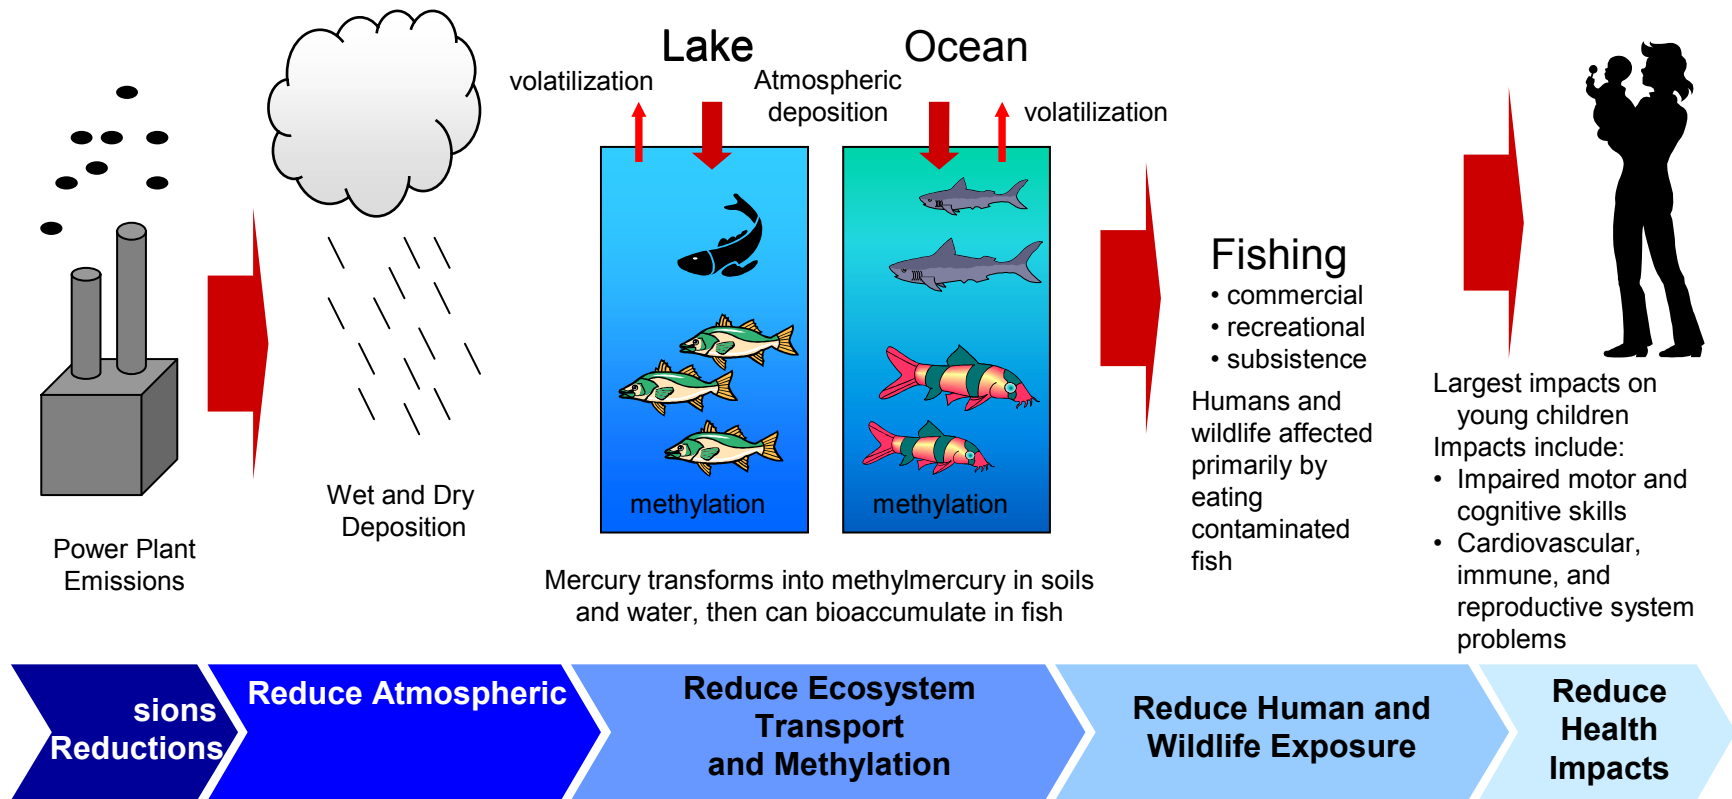 Lake
Ocean
volatilization
Atmospheric
deposition
volatilization
Fishing
• commercial
• recreational
• subsistence
Humans and
wildlife affected
primarily by
eating
contaminated
fish
Largest impacts on
young children
Impacts include:
• Impaired motor and
cognitive skills
• Cardiovascular,
immune, and
reproductive system
problems
methylation
methylation
Wet and Dry
Deposition
Power Plant
Emissions
Mercury transforms into methylmercury in soils
and water, then can bioaccumulate in fish
sions
Reductions
Reduce Atmospheric
Reduce Ecosystem
Transport
and Methylation
Reduce Human and
Wildlife Exposure
Reduce
Health
Impacts